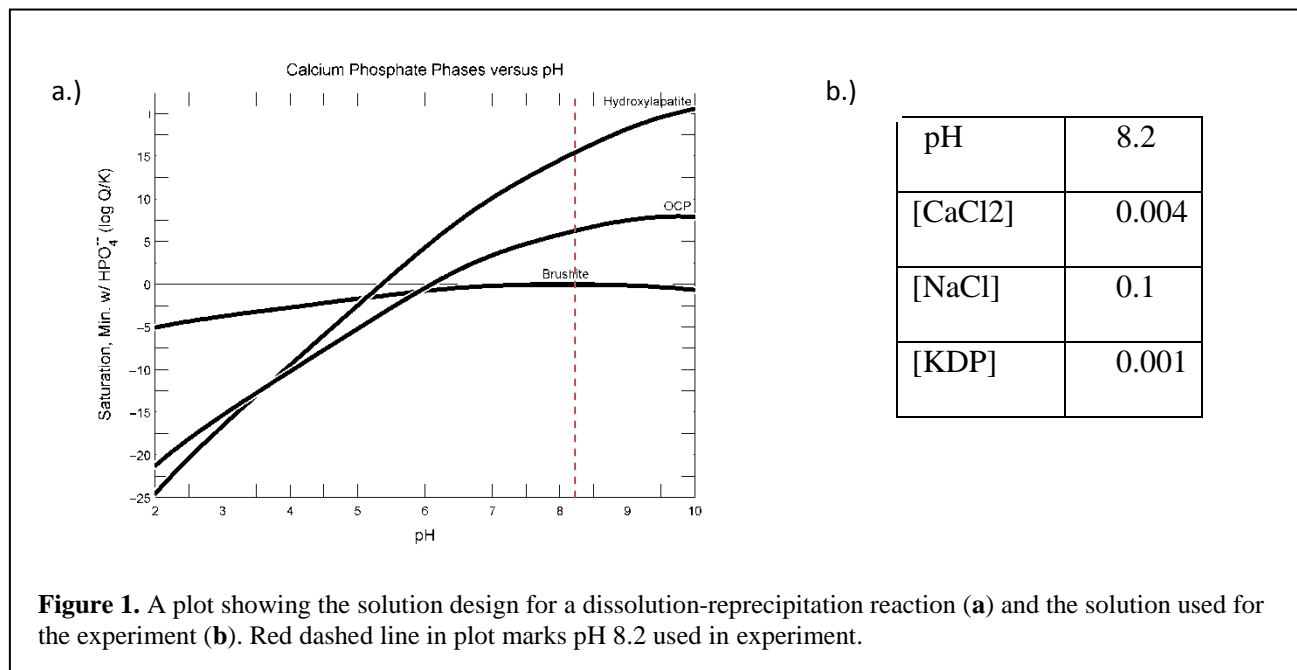 a.)
Calcium Phosphate Phases versus pH
Hydroxylapatite
OCP
Brushite
15
10
5
0
−5
−10
−15
−20
−25
Saturation, Min. w/ HPO4-- (log Q/K)
2 3 4 5 6 7 8 9 10
pH
b.)
pH 8.2
[CaCl2] 0.004
[NaCl] 0.1
[KDP] 0.001
Figure 1. A plot showing the solution design for a dissolution-reprecipitation reaction (a) and the solution used for
the experiment (b). Red dashed line in plot marks pH 8.2 used in experiment.